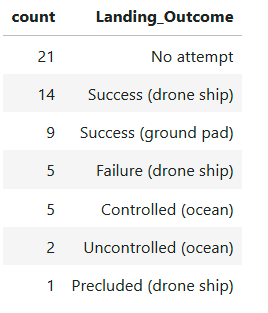 count Landing_Outcome
21 No attempt
14 Success (drone ship)
9 Success (ground pad)
5 Failure (drone ship)
5 Controlled (ocean)
2 Uncontrolled (ocean)
1 Precluded (drone ship)